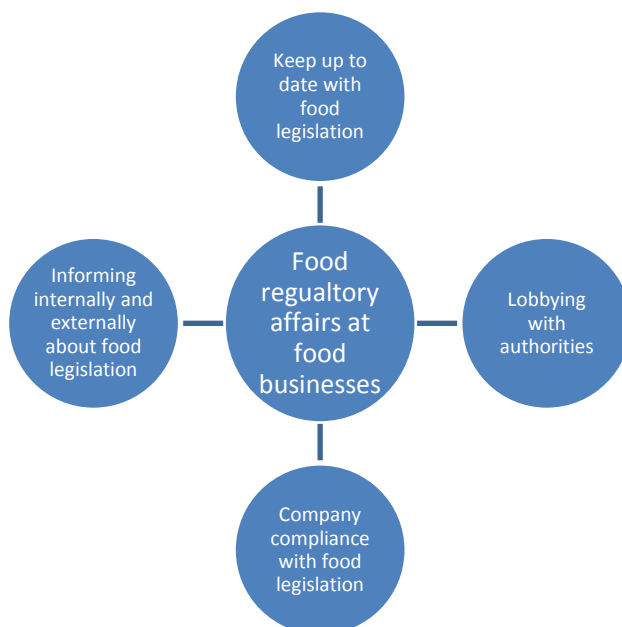 Keep up to
date with
food
legislation
Informing
internally and
externally
about food
legislation
Food
regualtory
affairs at
food
businesses
Lobbying
with
authorities
Company
compliance
with food
legislation